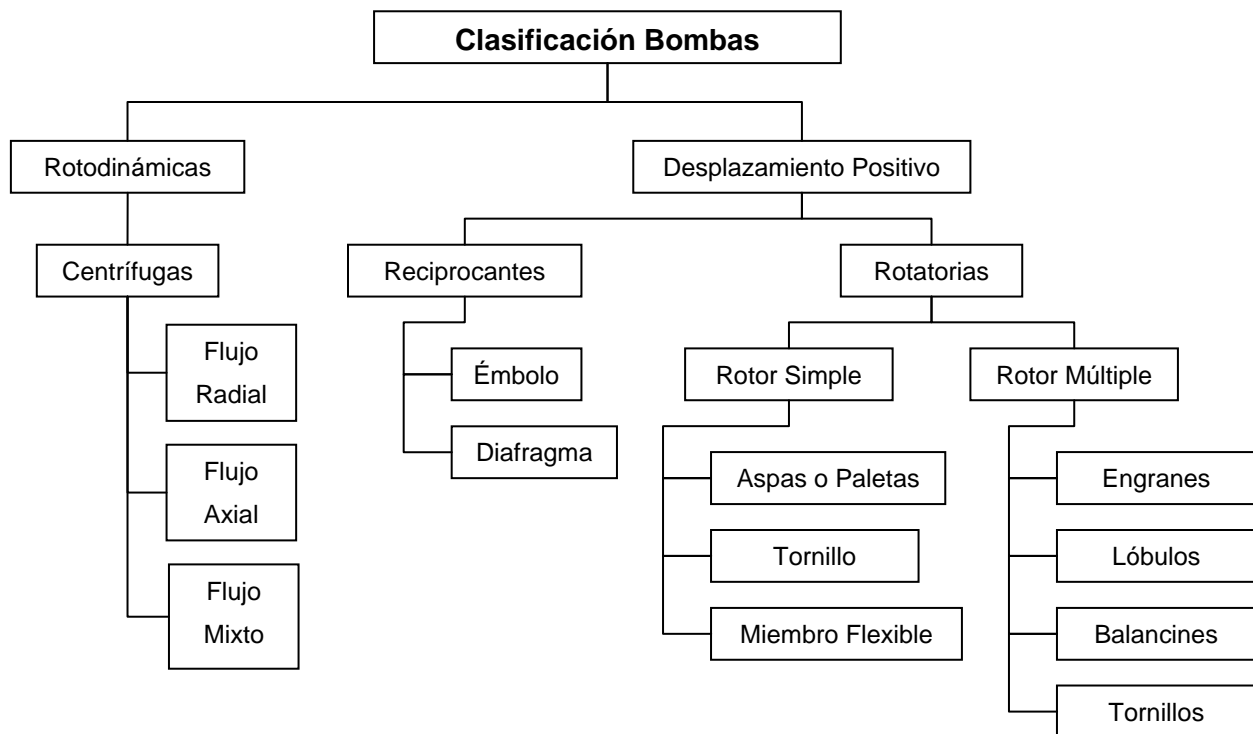 Clasificación Bombas
Rotodinámicas
Desplazamiento Positivo
Centrífugas
Reciprocantes
Rotatorias
Flujo
Radial
Émbolo
Rotor Simple
Rotor Múltiple
Flujo
Axial
Diafragma
Aspas o Paletas
Engranes
Tornillo
Lóbulos
Flujo
Mixto
Miembro Flexible
Balancines
Tornillos